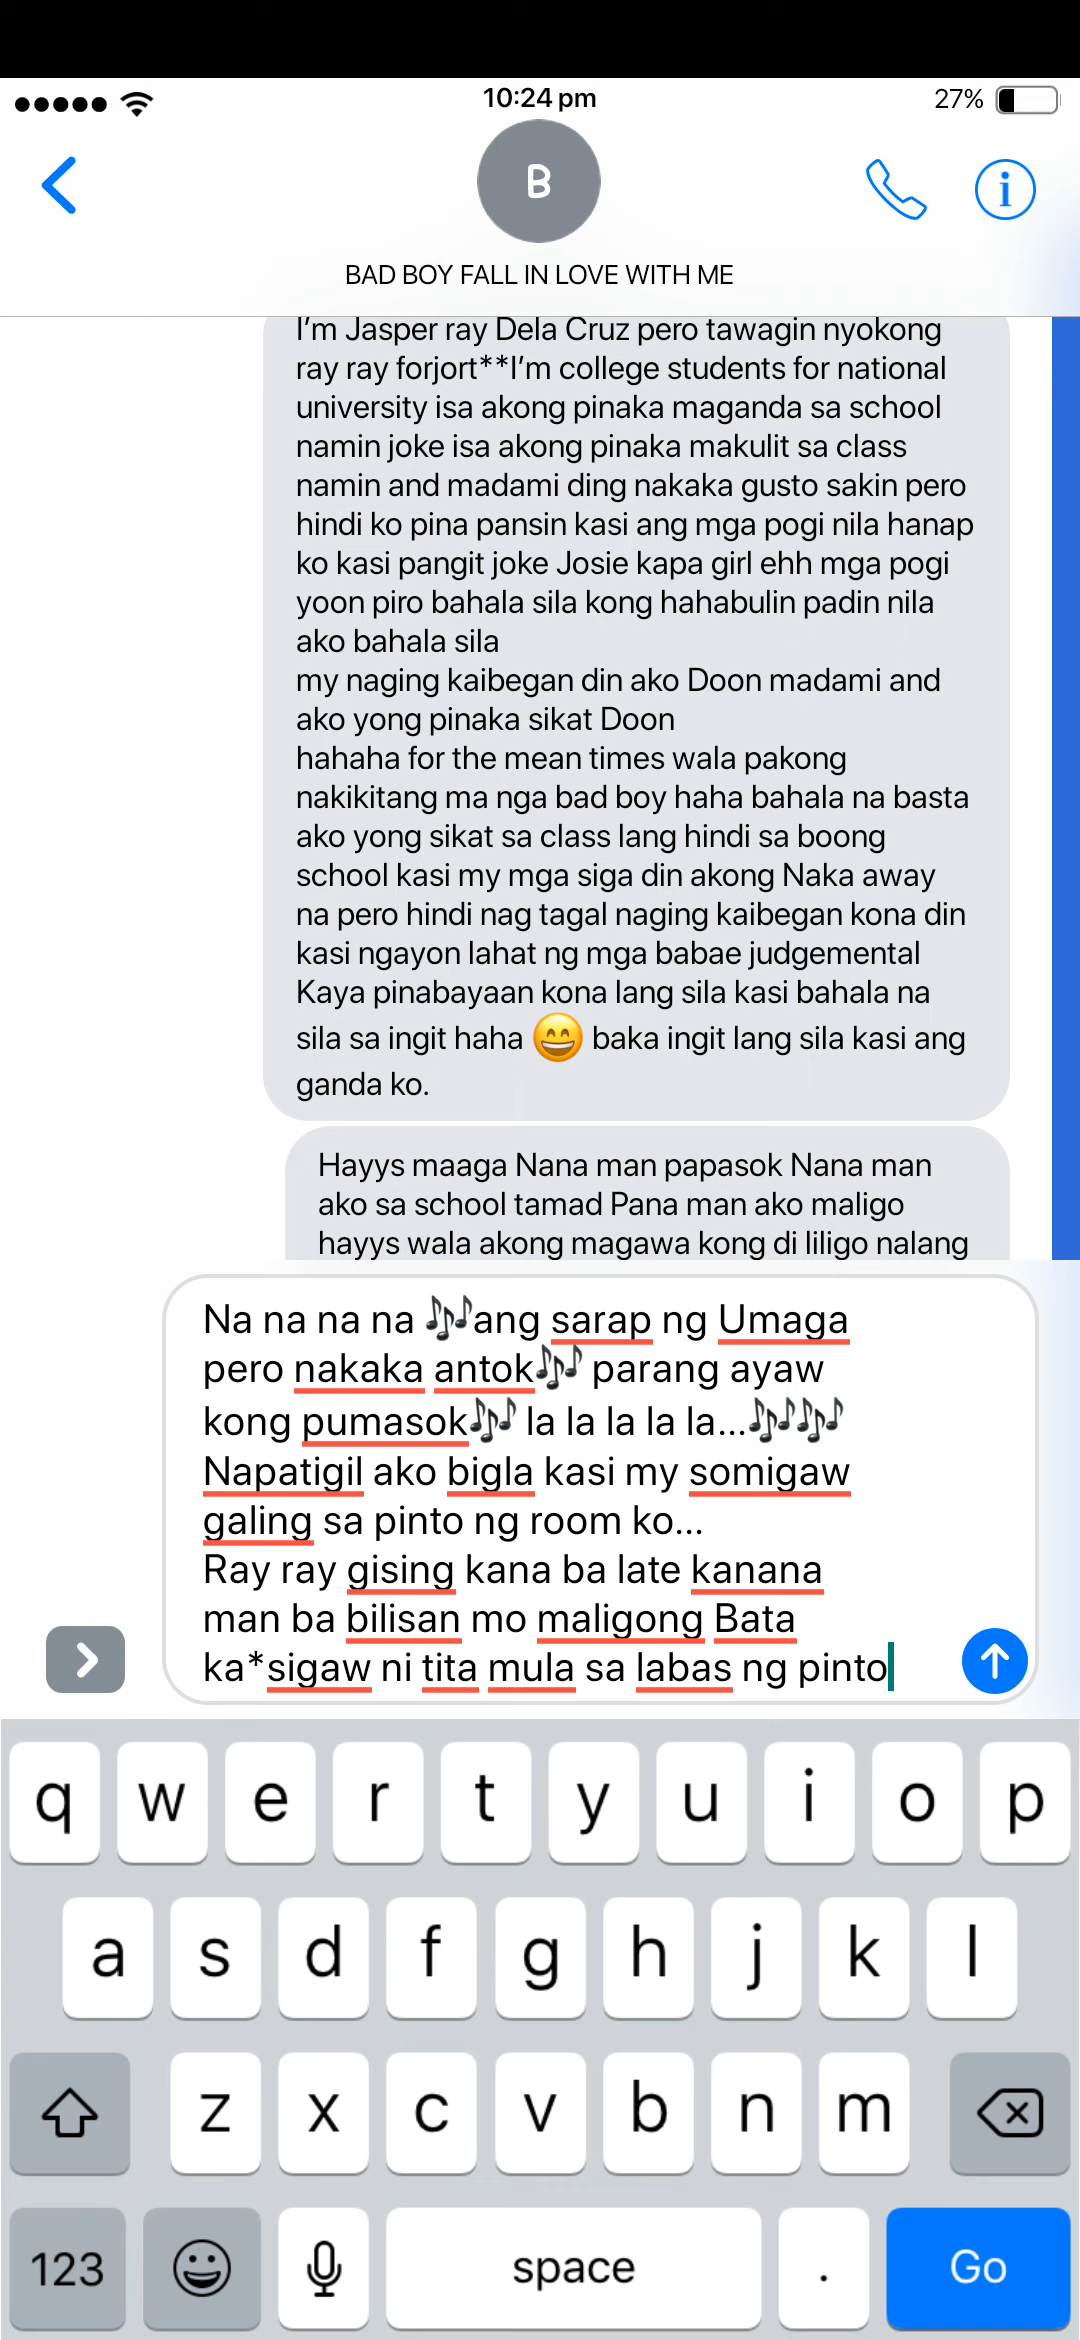 10:24 pm
27%
B
BAD BOY FALL IN LOVE WITH ME
I'm Jasper ray Dela Cruz pero tawagin nyokong
ray ray forjort**I'm college students for national
university isa akong pinaka maganda sa school
namin joke isa akong pinaka makulit sa class
namin and madami ding nakaka gusto sakin pero
hindi ko pina pansin kasi ang mga pogi nila hanap
ko kasi pangit joke Josie kapa girl ehh mga pogi
yoon piro bahala sila kong hahabulin padin nila
ako bahala sila
my naging kaibegan din ako Doon madami and
ako yong pinaka sikat Doon
hahaha for the mean times wala pakong
nakikitang ma nga bad boy haha bahala na basta
ako yong sikat sa class lang hindi sa boong
school kasi my mga siga din akong Naka away
na pero hindi nag tagal naging kaibegan kona din
kasi ngayon lahat ng mga babae judgemental
Kaya pinabayaan kona lang sila kasi bahala na
sila sa ingit haha 😄 baka ingit lang sila kasi ang
ganda ko.
Hayys maaga Nana man papasok Nana man
ako sa school tamad Pana man ako maligo
hayys wala akong magawa kong di liligo nalang
Na na na na 🎶ang sarap ng Umaga
pero nakaka antok🎶 parang ayaw
kong pumasok🎶 la la la la la...🎶🎶
Napatigil ako bigla kasi my somigaw
galing sa pinto ng room ko...
Ray ray gising kana ba late kanana
man ba bilisan mo maligong Bata
ka*sigaw ni tita mula sa labas ng pinto
q w e r t y u i o p
a s d f g h j k l
z x c v b n m
123 space . Go